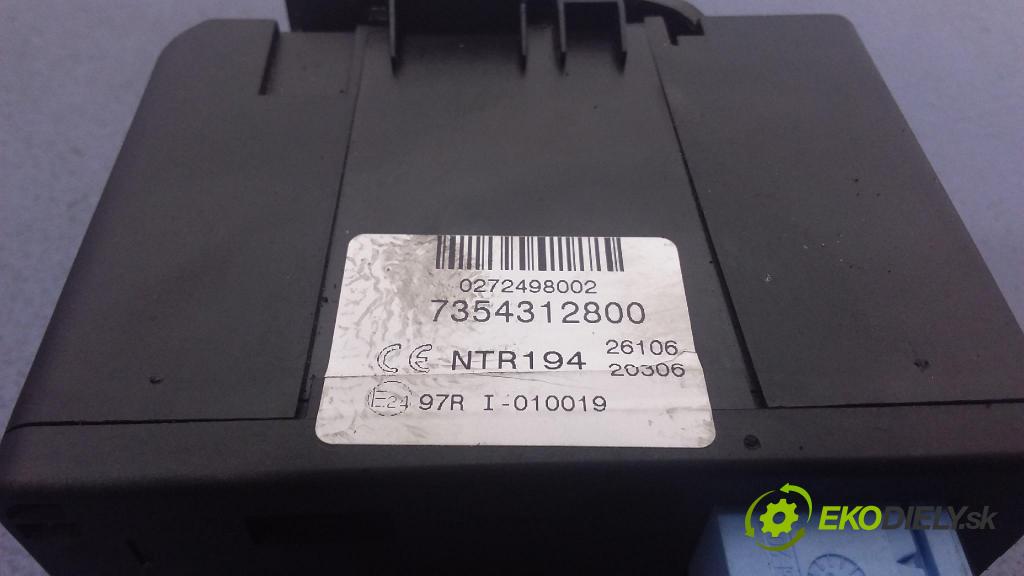 0272498002
7354312800
CE NTR194 26106
20306
E24 97R I-010019
EKODIELY.sk